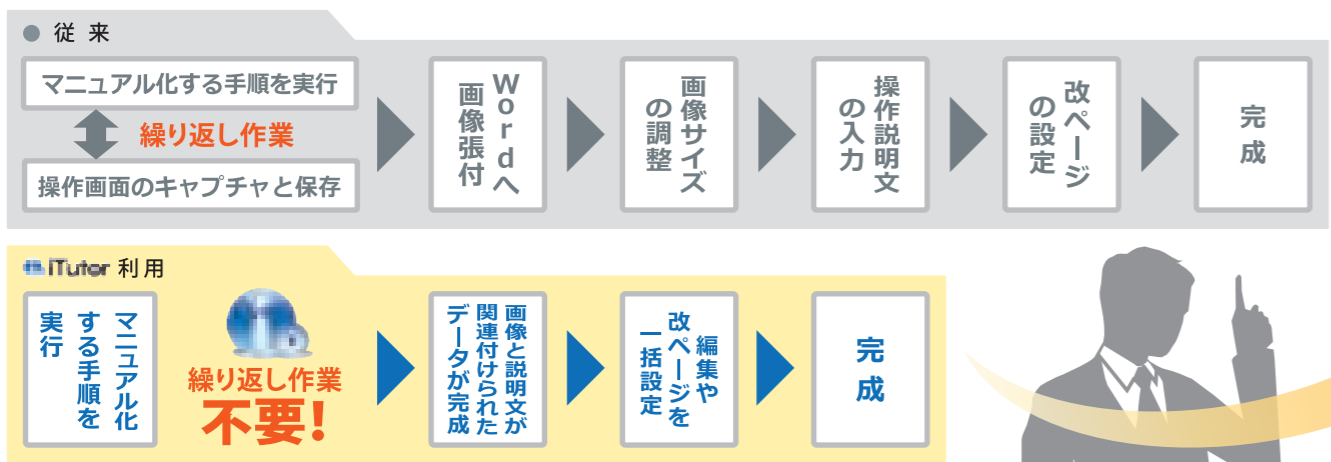 従来
マニュアル化する手順を実行
繰り返し作業
操作画面のキャプチャと保存
Wordへ
画像張付
画像サイズ
の調整
操作説明文
の入力
改ページ
の設定
完成
iTutor 利用
マニュアル化
する手順を
実行
繰り返し作業
不要!
画像と説明文が
関連付けられた
データが完成
編集や
改ページを
一括設定
完成